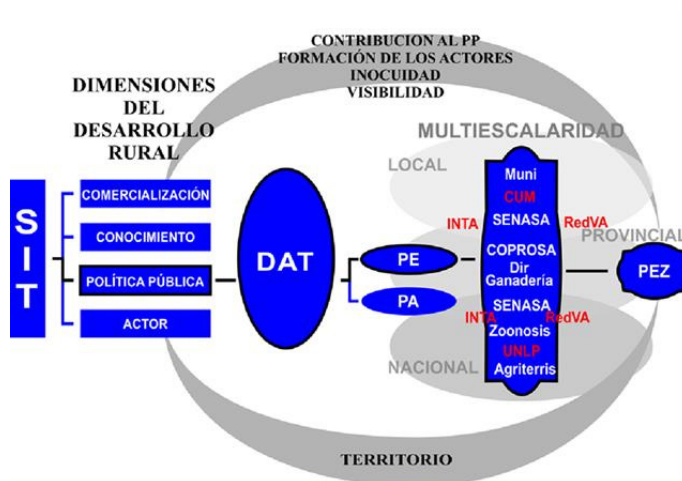 CONTRIBUCION AL PP
FORMACIÓN DE LOS ACTORES
INOCUIDAD
VISIBILIDAD
DIMENSIONES
DEL
DESARROLLO
RURAL
MULTIESCALARIDAD
SIT
COMERCIALIZACIÓN
CONOCIMIENTO
POLÍTICA PÚBLICA
ACTOR
DAT
PE
PA
LOCAL
Muni
CUM
SENASA
INTA
RedVA
PROVINCIAL
COPROSA
Dir
Ganadería
PEZ
SENASA
INTA
RedVA
Zoonosis
UNLP
Agriterris
NACIONAL
TERRITORIO